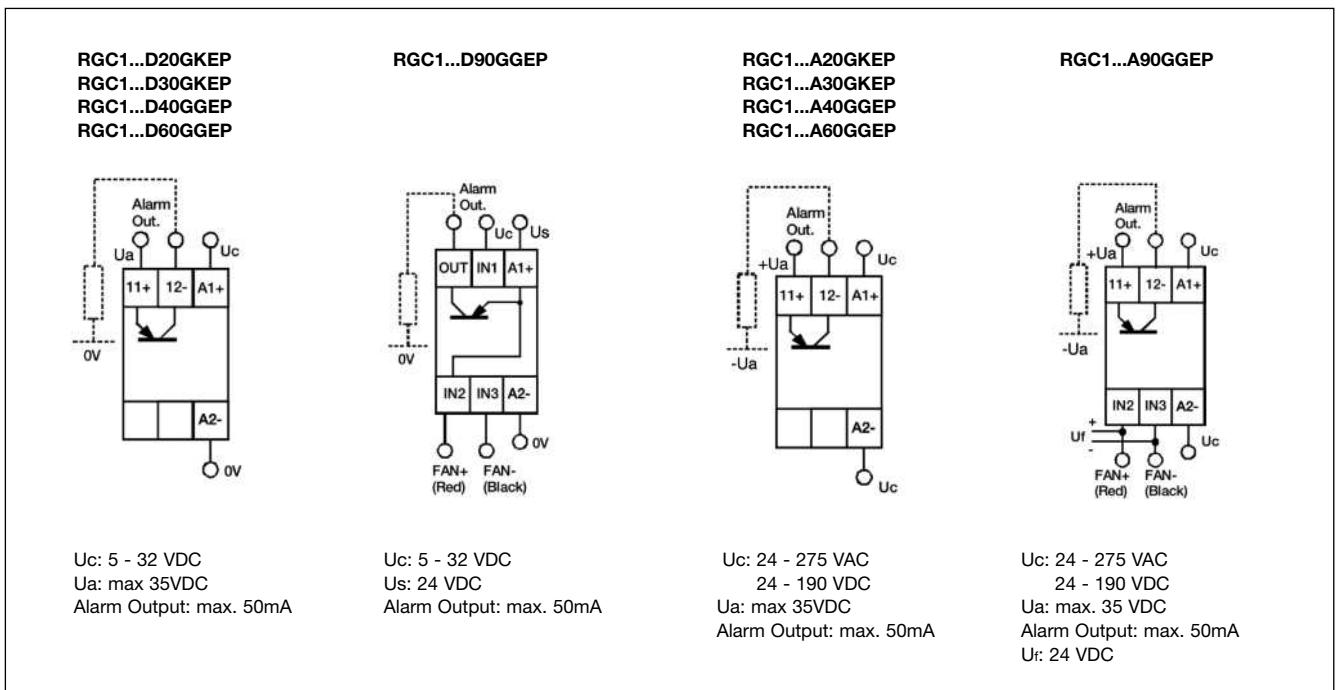 RGC1...D20GKEP
RGC1...D30GKEP
RGC1...D40GGEP
RGC1...D60GGEP
Alarm
Out.
Ua
Uc
11+ 12- A1+
0V
A2-
0V
Uc: 5 - 32 VDC
Ua: max 35VDC
Alarm Output: max. 50mA
RGC1...D90GGEP
Alarm
Out.
Uc Us
OUT IN1 A1+
0V
IN2 IN3 A2-
0V
FAN+ FAN-
(Red) (Black)
Uc: 5 - 32 VDC
Us: 24 VDC
Alarm Output: max. 50mA
RGC1...A20GKEP
RGC1...A30GKEP
RGC1...A40GGEP
RGC1...A60GGEP
Alarm
Out.
+Ua
Uc
11+ 12- A1+
-Ua
A2-
Uc
Uc: 24 - 275 VAC
24 - 190 VDC
Ua: max 35VDC
Alarm Output: max. 50mA
RGC1...A90GGEP
Alarm
Out.
+Ua
Uc
11+ 12- A1+
-Ua
IN2 IN3 A2-
+
Uf
-
Uc
FAN+ FAN-
(Red) (Black)
Uc: 24 - 275 VAC
24 - 190 VDC
Ua: max. 35 VDC
Alarm Output: max. 50mA
Uf: 24 VDC